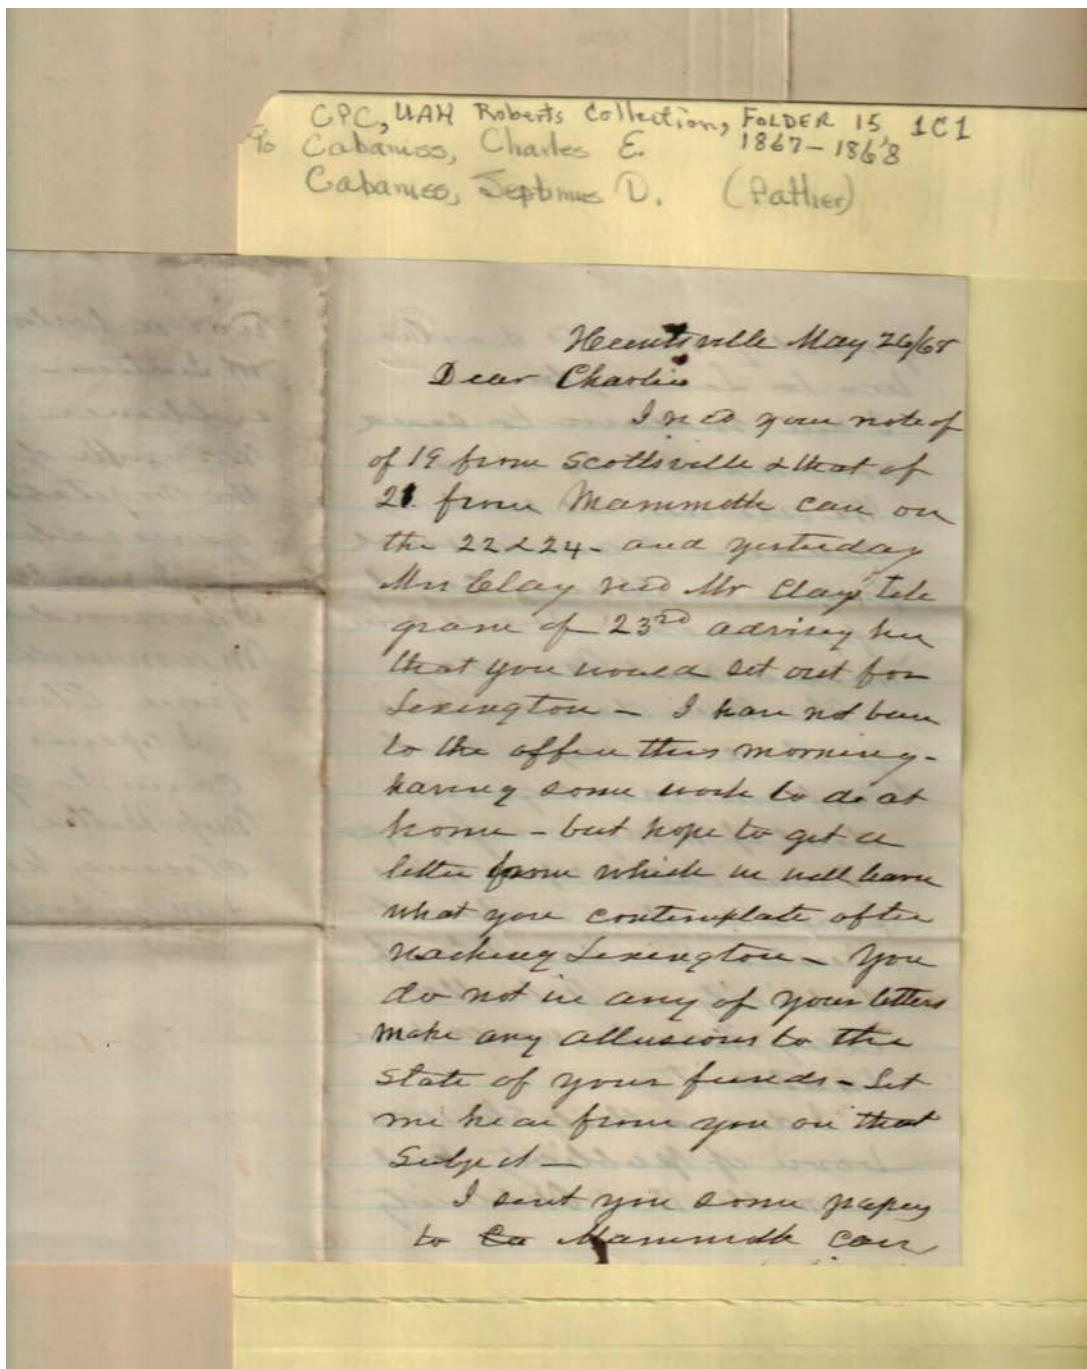 CPC, UAH Roberts Collection, FOLDER 15, 1C1
To Cabaniss, Charles E. 1867-1868
Cabaniss, Septimus D. (Father)
Huntsville May 26/68
Dear Charlie
I recd your note of
of 19 from Scottsville & that of
21 from Mammoth Cave on
the 22 & 24 - and yesterday
Mrs Clay recd Mr Clays tele
gram of 23rd advising her
that you would set out for
Lexington - I have not been
to the office this morning -
having some work to do at
home - but hope to get a
letter from which we will learn
what you contemplate after
reaching Lexington - You
do not in any of your letters
make any allusions to the
state of your funds - Let
me hear from you on that
Subject -
I sent you some papers
to Ca Mammoth Cave